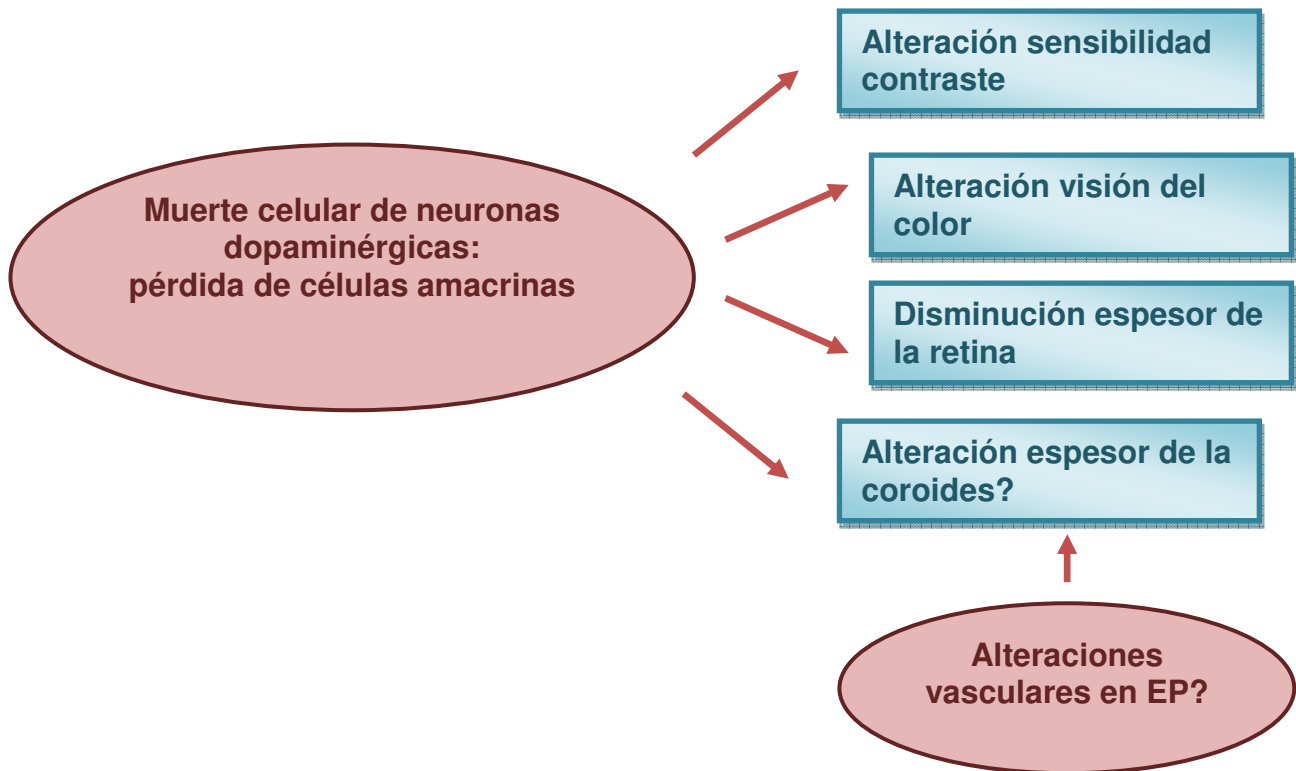 Alteración sensibilidad
contraste
Muerte celular de neuronas
dopaminérgicas:
pérdida de células amacrinas
Alteración visión del
color
Disminución espesor de
la retina
Alteración espesor de la
coroides?
Alteraciones
vasculares en EP?